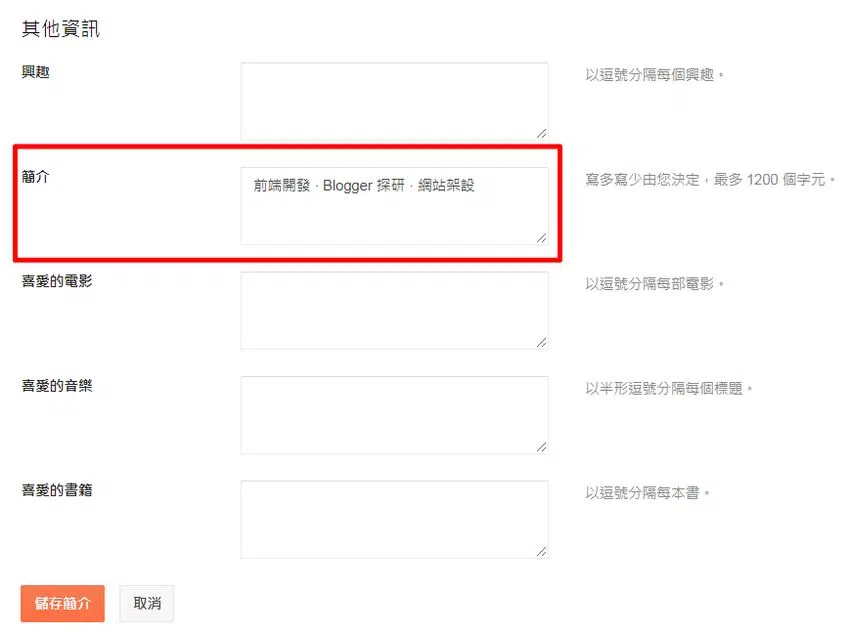 其他資訊
興趣
以逗號分隔每個興趣。
簡介
前端開發 · Blogger 探研 · 網站架設
寫多寫少由您決定，最多 1200 個字元。
喜愛的電影
以逗號分隔每部電影。
喜愛的音樂
以半形逗號分隔每個標題。
喜愛的書籍
以逗號分隔每本書。
儲存簡介
取消